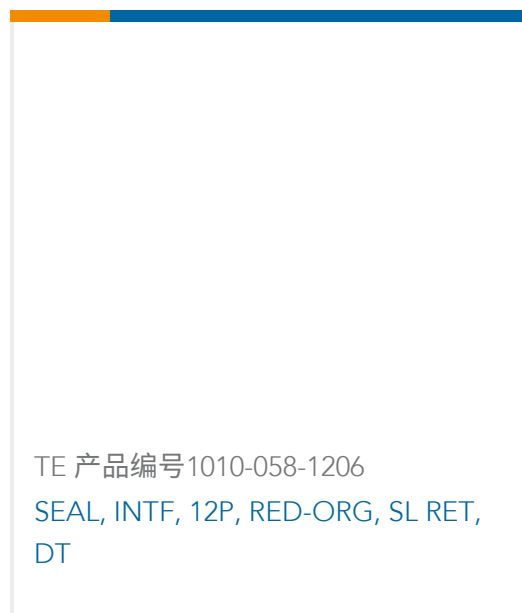 TE 产品编号1010-058-1206
SEAL, INTF, 12P, RED-ORG, SL RET,
DT